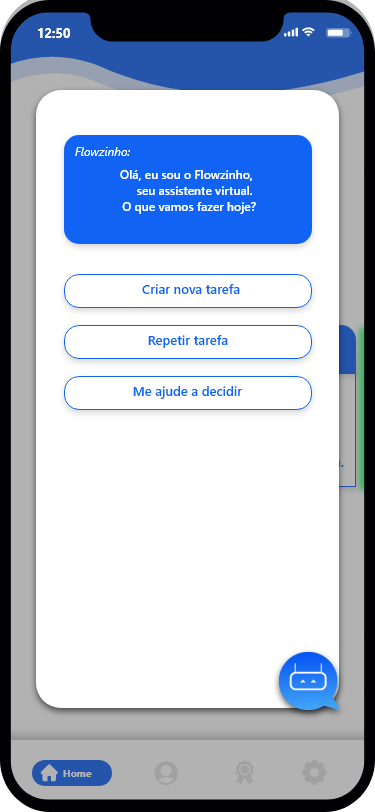 12:50
Flowzinho:
Olá, eu sou o Flowzinho,
seu assistente virtual.
O que vamos fazer hoje?
Criar nova tarefa
Repetir tarefa
Me ajude a decidir
Home